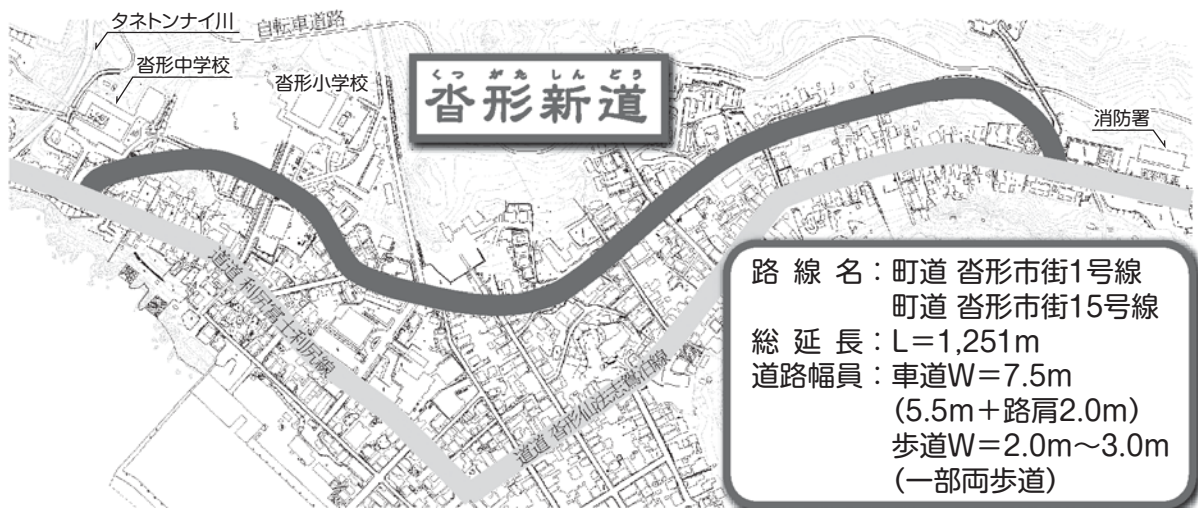 タネトンナイ川
自転車道路
沓形中学校
沓形小学校
くつがたしんどう
沓形新道
消防署
道道 利尻富士利尻線
道道 沓形仙法志鴛泊線
路線名：町道 沓形市街1号線
町道 沓形市街15号線
総延長：L＝1,251m
道路幅員：車道W＝7.5m
(5.5m＋路肩2.0m)
歩道W＝2.0m～3.0m
(一部両歩道)